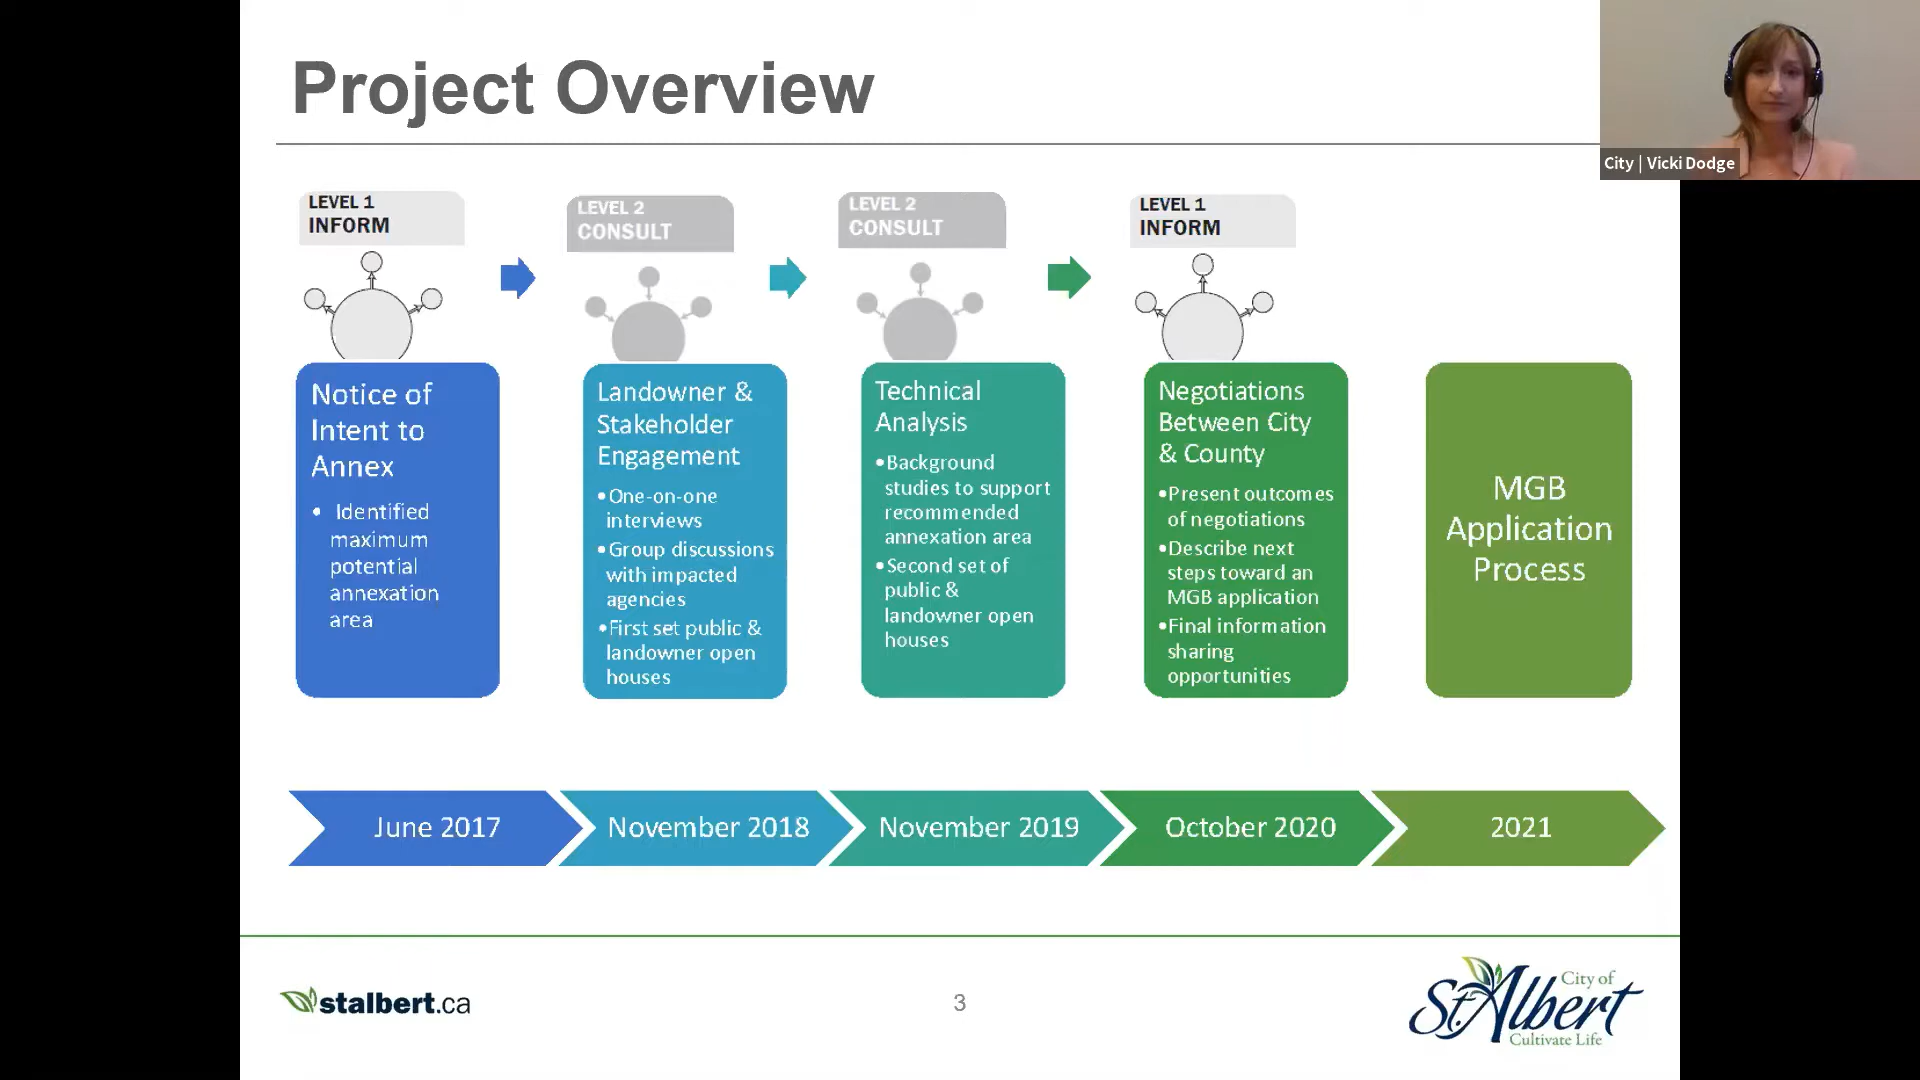 Project Overview
City | Vicki Dodge
LEVEL 1
INFORM
LEVEL 2
CONSULT
LEVEL 2
CONSULT
LEVEL 1
INFORM
Notice of
Intent to
Annex
• Identified
maximum
potential
annexation
area
Landowner &
Stakeholder
Engagement
•One-on-one
interviews
•Group discussions
with impacted
agencies
•First set public &
landowner open
houses
Technical
Analysis
•Background
studies to support
recommended
annexation area
•Second set of
public &
landowner open
houses
Negotiations
Between City
& County
•Present outcomes
of negotiations
•Describe next
steps toward an
MGB application
•Final information
sharing
opportunities
MGB
Application
Process
June 2017
November 2018
November 2019
October 2020
2021
stalbert.ca
3
City of
St. Albert
Cultivate Life